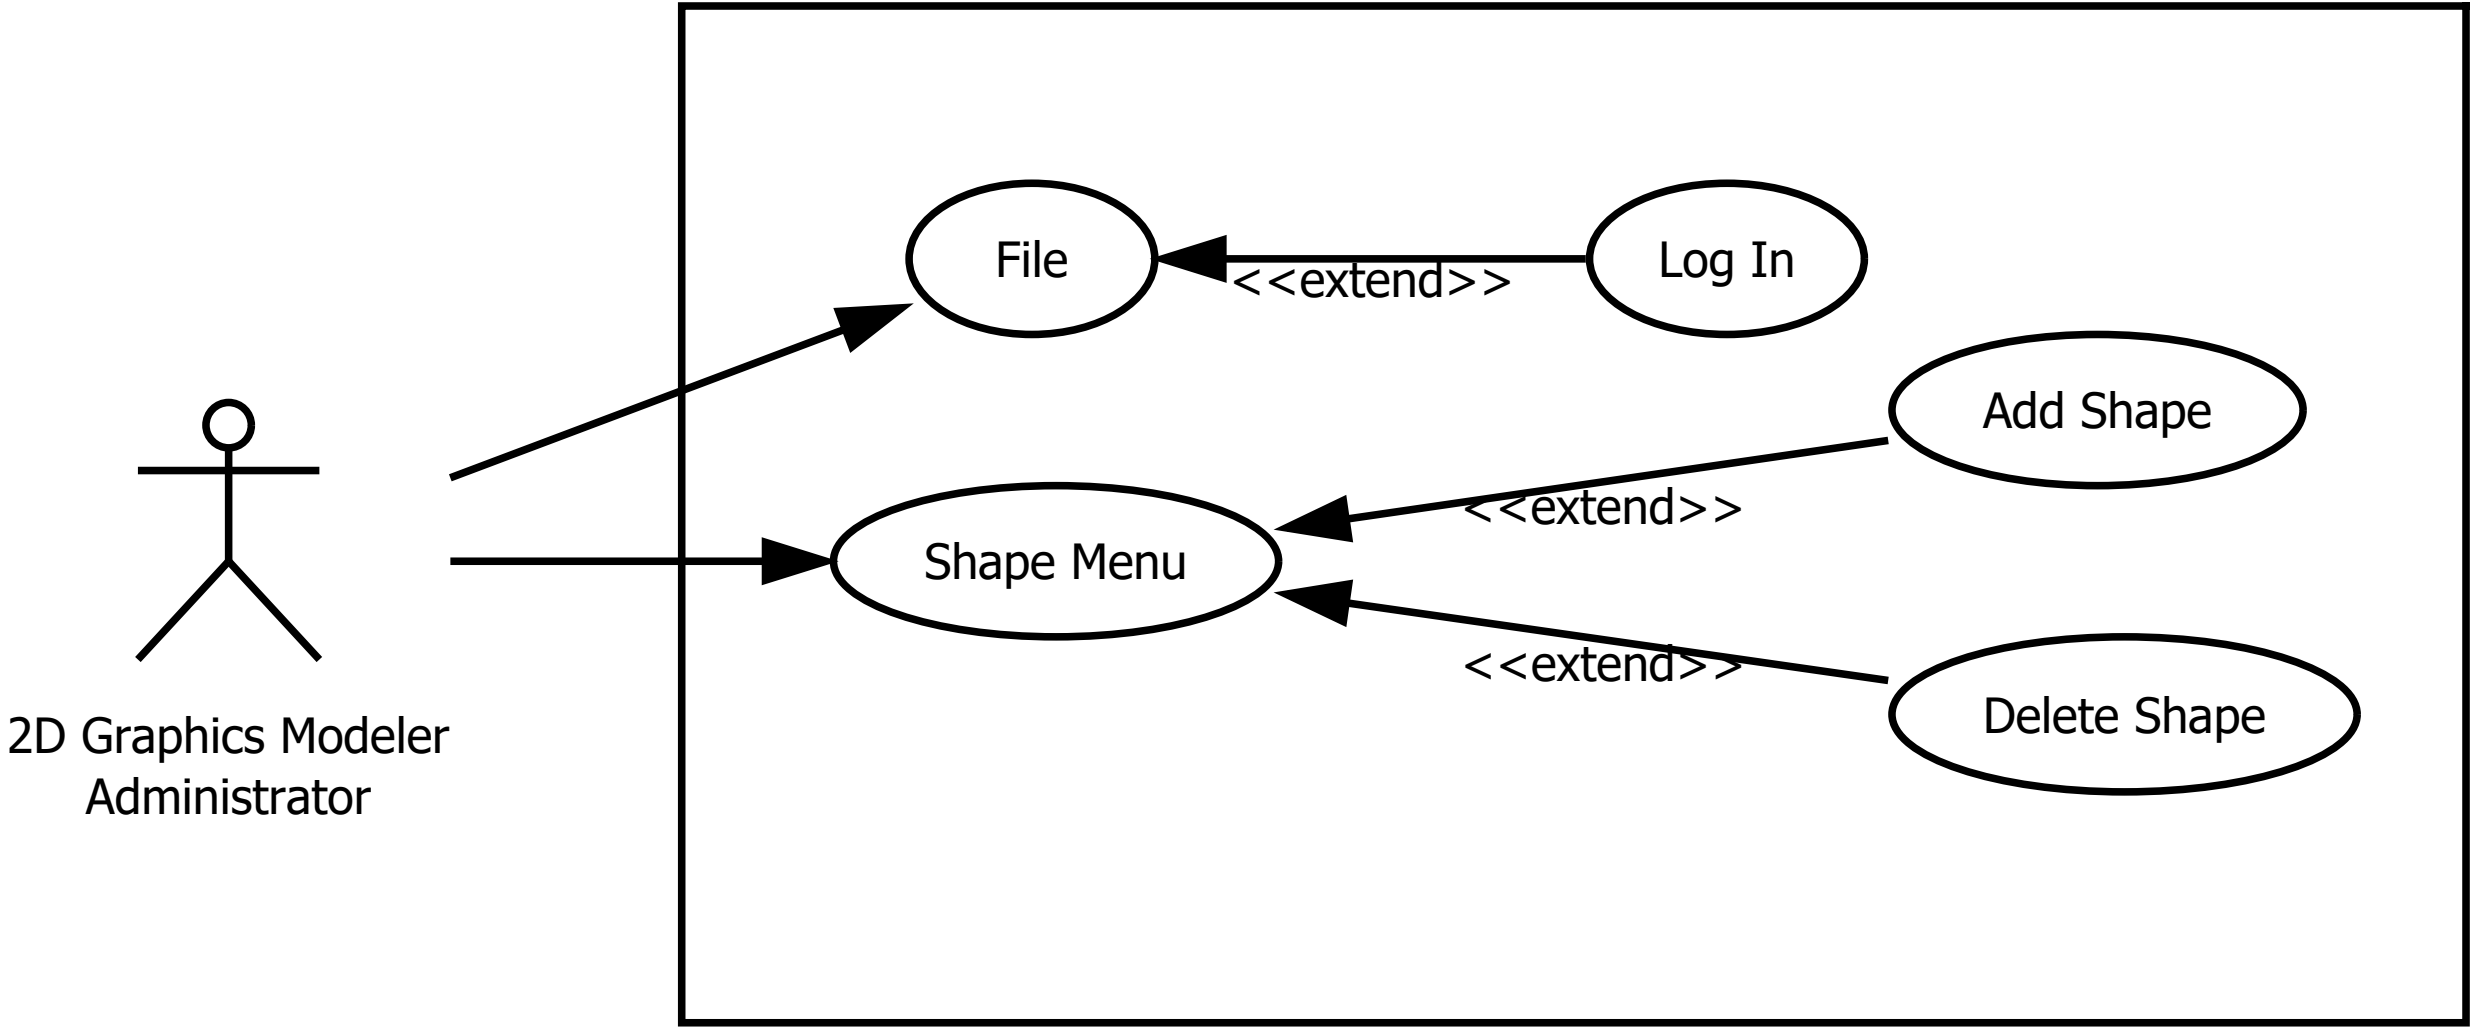 File
<<extend>>
Log In
Add Shape
<<extend>>
Shape Menu
<<extend>>
Delete Shape
2D Graphics Modeler
Administrator